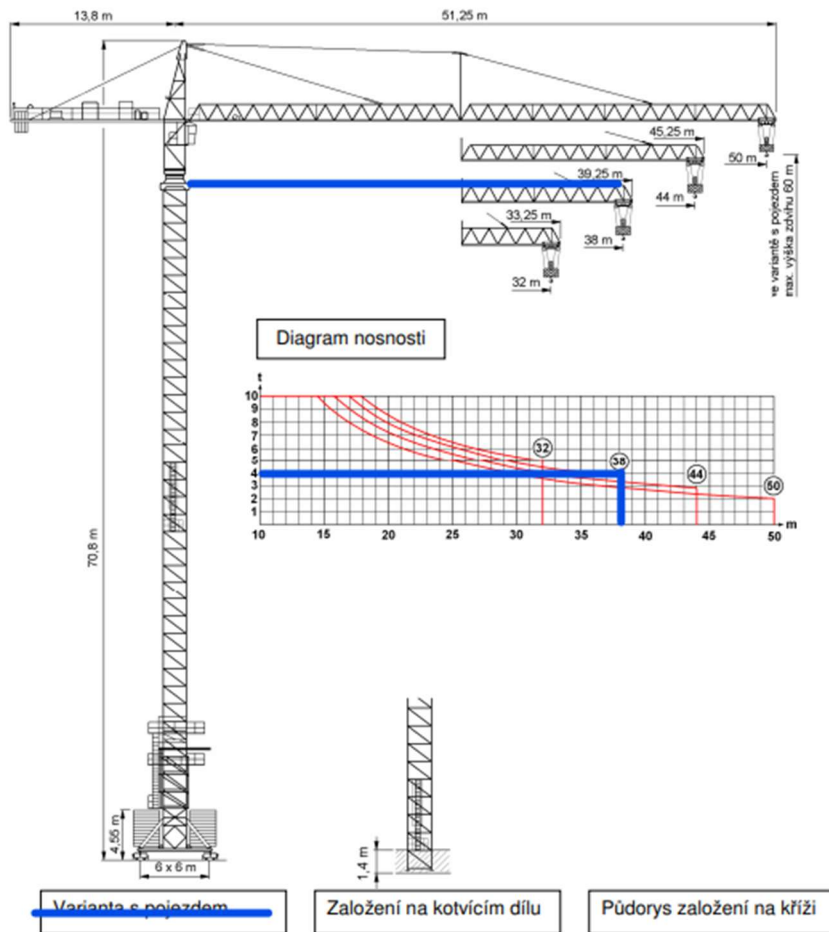 13,8 m
51,25 m
45,25 m
50 m
39,25 m
44 m
33,25 m
38 m
32 m
ve variantě s pojezdem
max. výška zdvihu 60 m
Diagram nosnosti
t
10
9
8
7
6
5
4
3
2
1
32
38
44
50
10 15 20 25 30 35 40 45 50 m
70,8 m
4,55 m
6 x 6 m
1,4 m
Varianta s pojezdem
Založení na kotvícím dílu
Půdorys založení na kříži